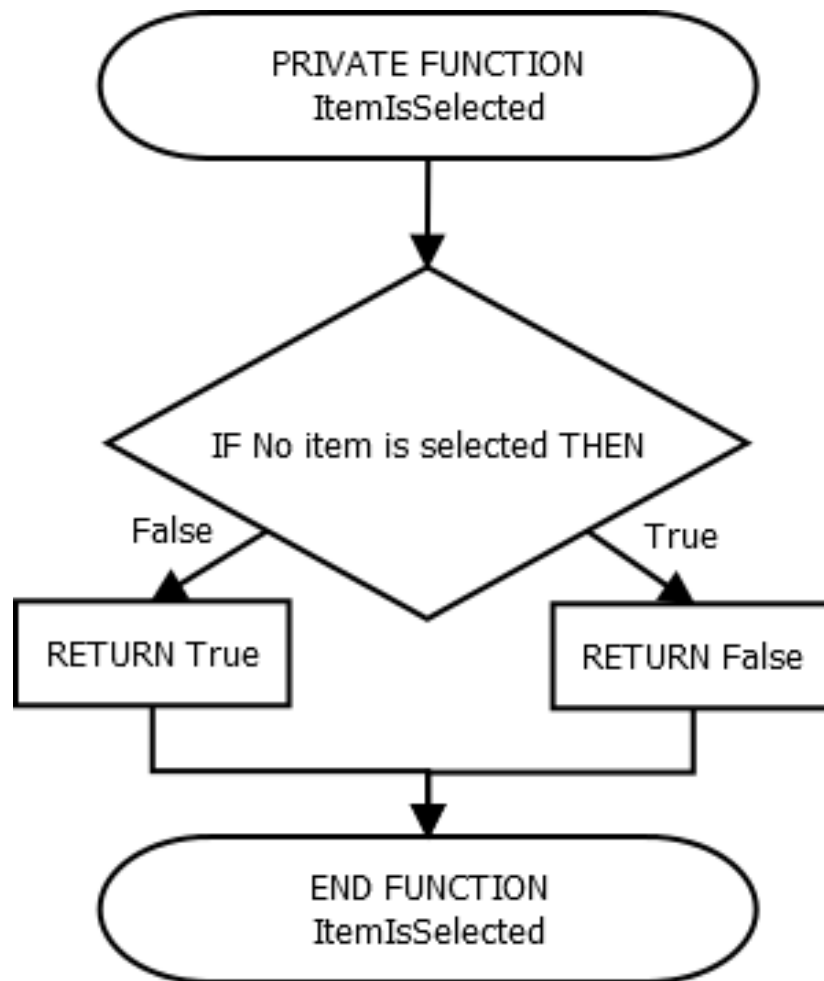 PRIVATE FUNCTION
ItemIsSelected
IF No item is selected THEN
False
True
RETURN True
RETURN False
END FUNCTION
ItemIsSelected